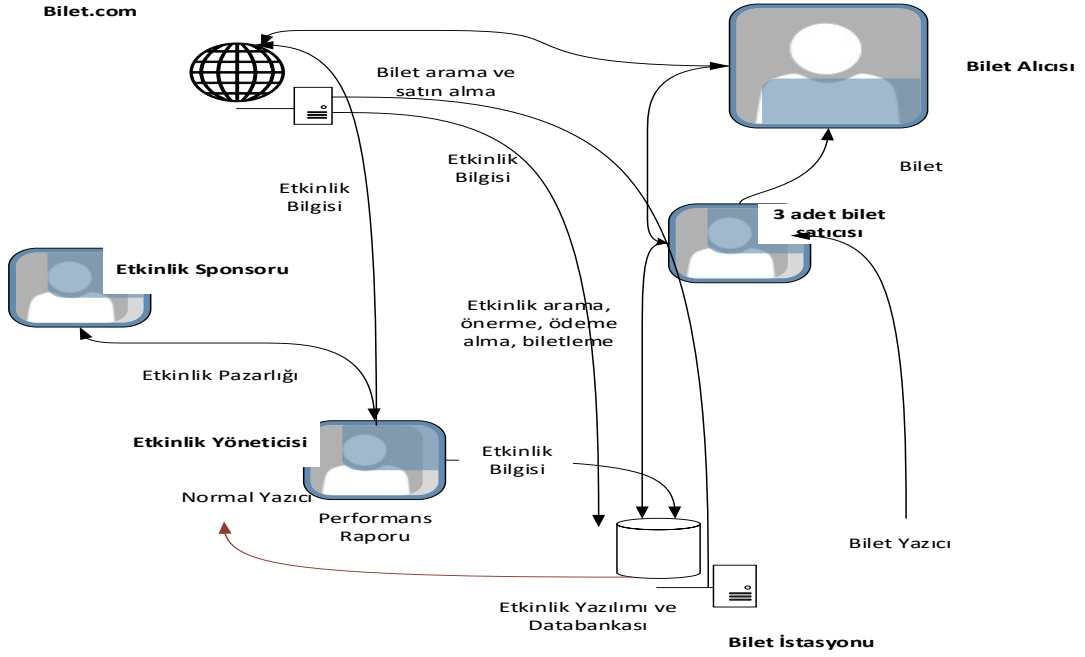 Bilet.com
Bilet Alıcısı
Bilet arama ve
satın alma
Etkinlik
Bilgisi
Bilet
Etkinlik
Bilgisi
3 adet bilet
satıcısı
Etkinlik Sponsoru
Etkinlik arama,
önerme, ödeme
alma, biletleme
Etkinlik Pazarlığı
Etkinlik Yöneticisi
Etkinlik
Bilgisi
Normal Yazıcı
Performans
Raporu
Bilet Yazıcı
Etkinlik Yazılımı ve
Databankası
Bilet İstasyonu